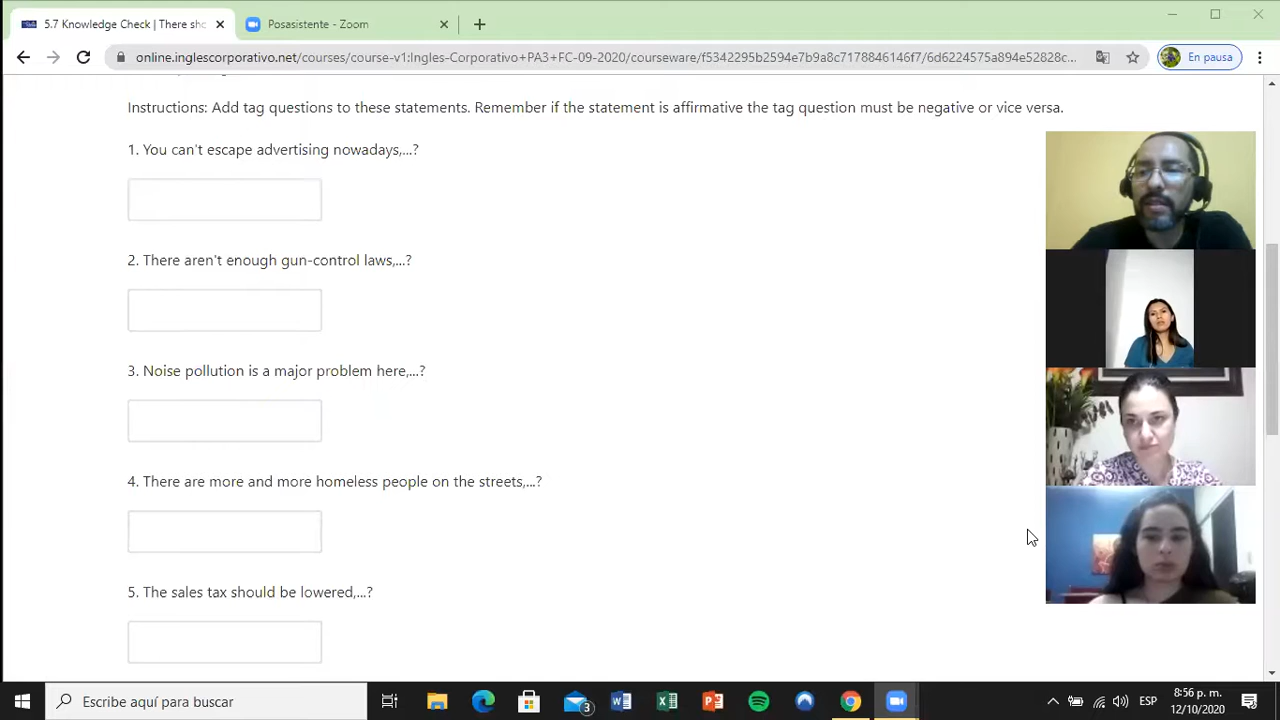 5.7 Knowledge Check | There sho
Posasistente - Zoom
online.inglescorporativo.net/courses/course-v1:Ingles-Corporativo+PA3+FC-09-2020/courseware/f5342295b2594e7b9a8c7178846146f7/6d6224575a894e52828c...
En pausa
Instructions: Add tag questions to these statements. Remember if the statement is affirmative the tag question must be negative or vice versa.
1. You can't escape advertising nowadays,...?
2. There aren't enough gun-control laws,...?
3. Noise pollution is a major problem here,...?
4. There are more and more homeless people on the streets,...?
5. The sales tax should be lowered,...?
Escribe aquí para buscar
3
ESP
8:56 p. m.
12/10/2020